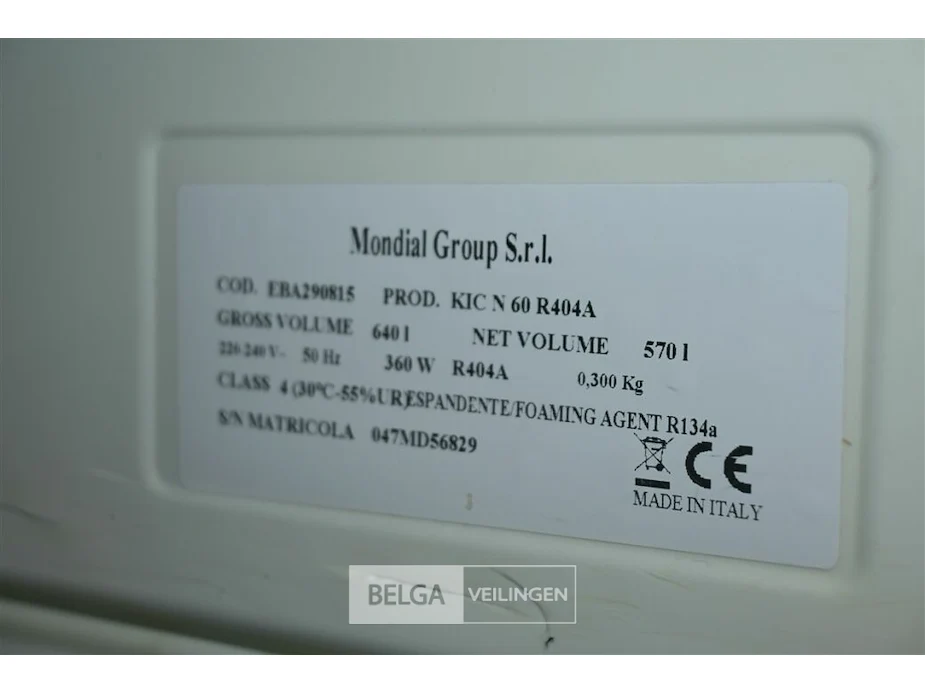 Mondial Group S.r.l.
COD. EBA290815 PROD. KIC N 60 R404A
GROSS VOLUME 640 l NET VOLUME 570 l
220-240 V~ 50 Hz 360 W R404A 0,300 Kg
CLASS 4 (30°C-55%UR)ESPANDENTE/FOAMING AGENT R134a
S/N MATRICOLA 047MD56829
CE
MADE IN ITALY
BELGA VEILINGEN